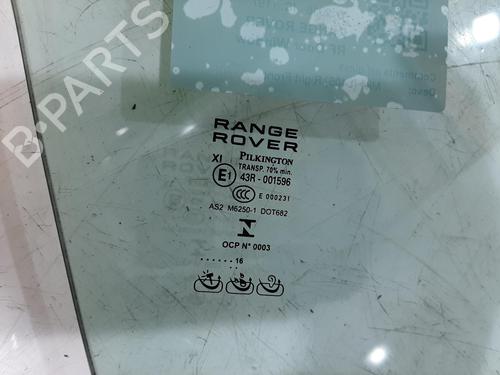 B-PARTS
RANGE
ROVER
XI PILKINGTON
TRANSP. 70% min.
E1 43R - 001596
CCC E 000231
AS2 M6250-1 DOT682
N
OCP N° 0003
...... 16